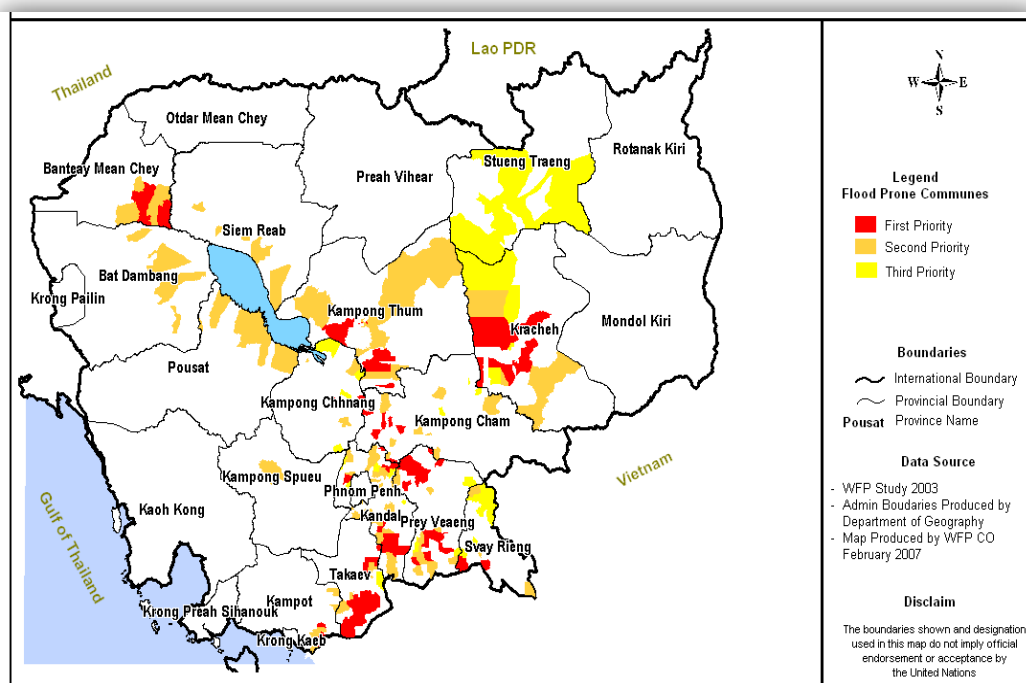 Lao PDR
Thailand
Otdar Mean Chey
Rotanak Kiri
Stueng Traeng
Banteay Mean Chey
Preah Vihear
Siem Reab
Bat Dambang
Krong Pailin
Kampong Thum
Mondol Kiri
Kracheh
Pousat
Kampong Chhnang
Kampong Cham
Vietnam
Kampong Spueu
Phnom Penh
Kaoh Kong
Kandal
Prey Veaeng
Svay Rieng
Gulf of Thailand
Takaev
Kampot
Krong Preah Sihanouk
Krong Kaeb
N
W E
S
Legend
Flood Prone Communes
First Priority
Second Priority
Third Priority
Boundaries
International Boundary
Provincial Boundary
Pousat Province Name
Data Source
- WFP Study 2003
- Admin Boudaries Produced by
Department of Geography
- Map Produced by WFP CO
February 2007
Disclaim
The boundaries shown and designation
used in this map do not imply official
endorsement or acceptance by
the United Nations